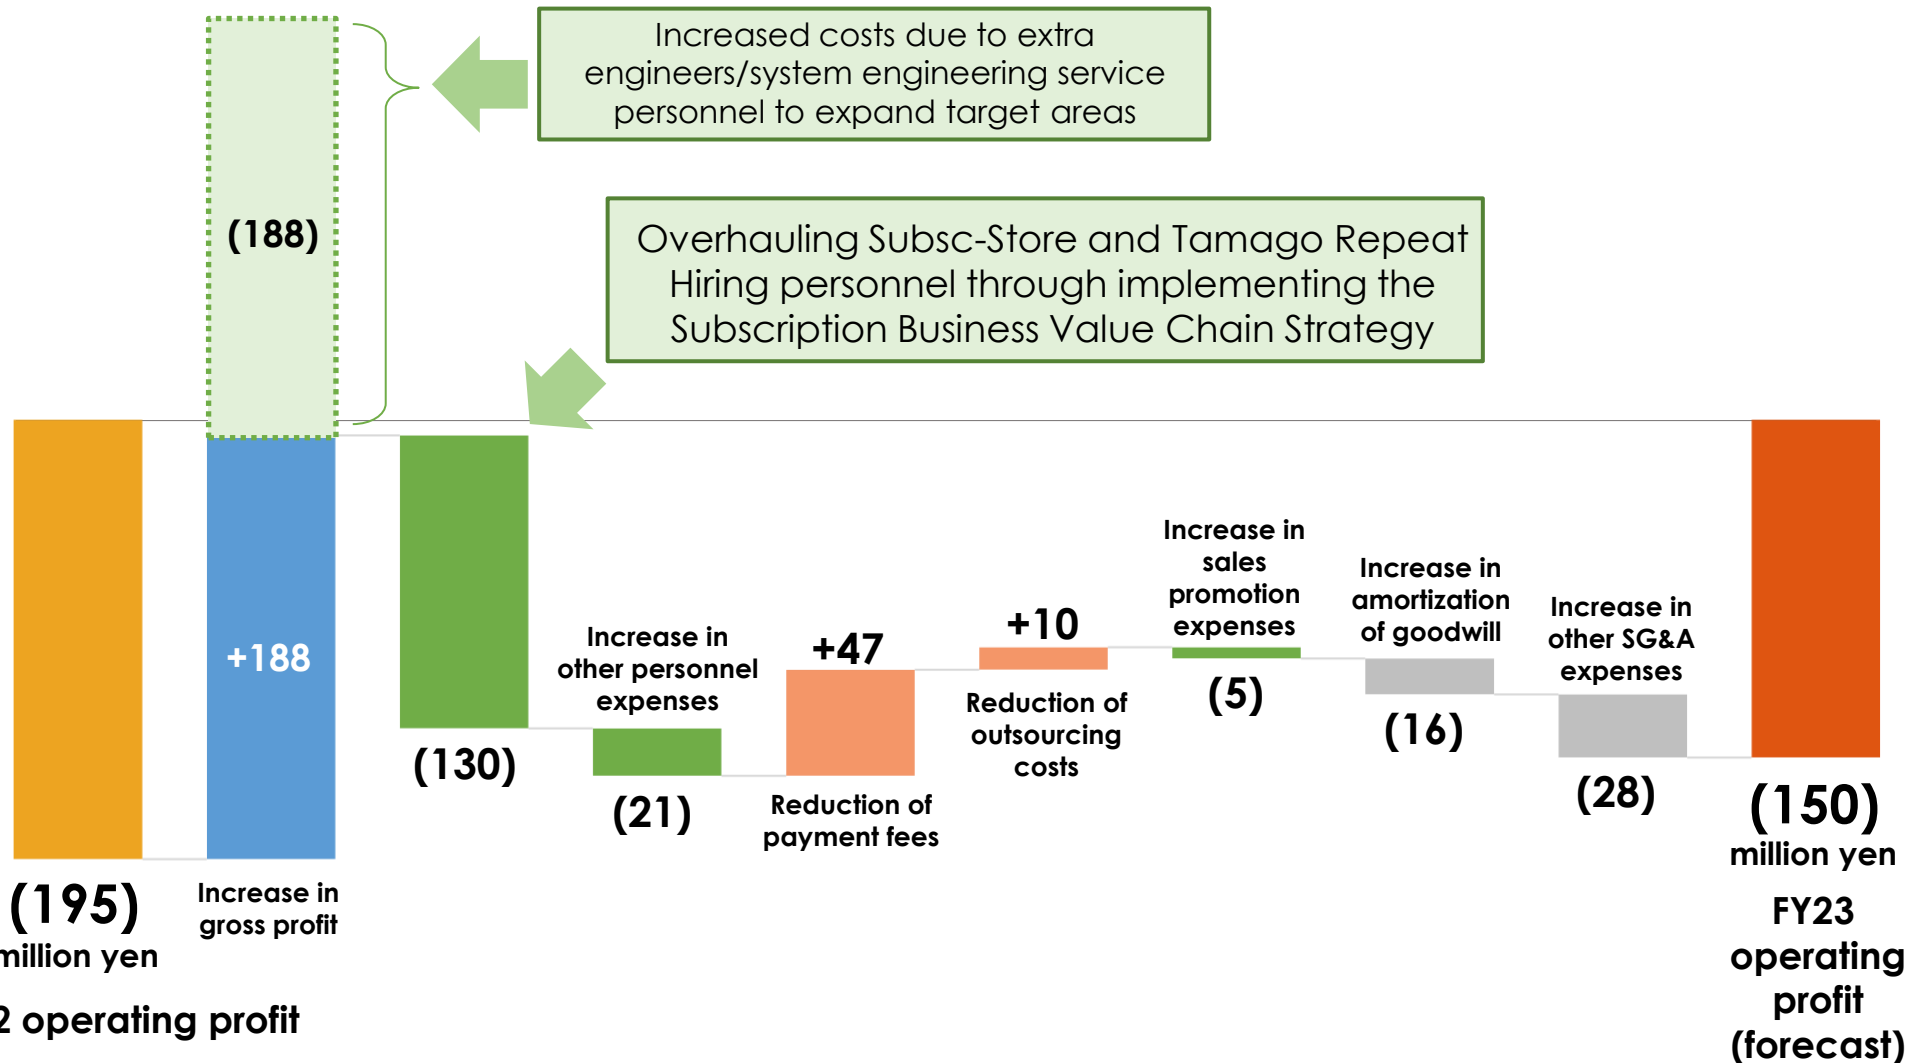 Increased costs due to extra
engineers/system engineering service
personnel to expand target areas
(188)
Overhauling Subsc-Store and Tamago Repeat
Hiring personnel through implementing the
Subscription Business Value Chain Strategy
+188
(195)
million yen
2 operating profit
Increase in
gross profit
(130)
Increase in
other personnel
expenses
(21)
+47
Reduction of
payment fees
+10
Reduction of
outsourcing
costs
Increase in
sales
promotion
expenses
(5)
Increase in
amortization
of goodwill
(16)
Increase in
other SG&A
expenses
(28)
(150)
million yen
FY23
operating
profit
(forecast)